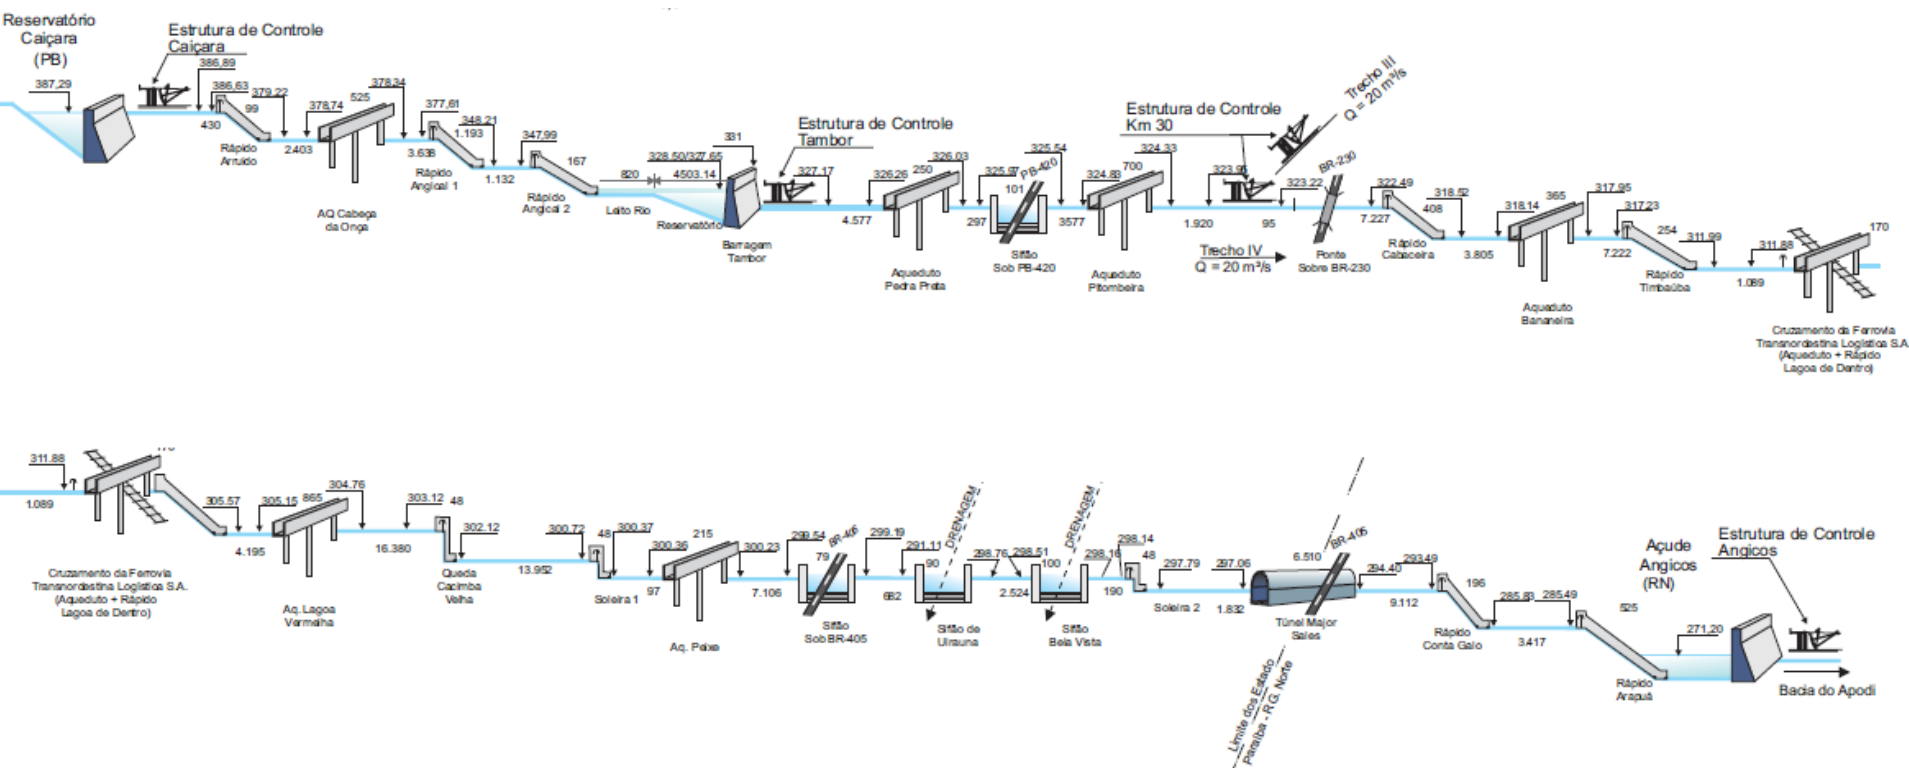 Reservatório
Caiçara
(PB)
387,29
Estrutura de Controle
Caiçara
386,89
386,63
430
99
Rápido
Arruido
379.22
2.403
378,74
525
AQ Cabeça
da Onça
378,34
3.638
377,61
1.193
Rápido
Angical 1
348.21
1.132
347,99
167
Rápido
Angical 2
820
Leito Rio
328.50/327.65
4503.14
Reservatório
331
Barragem
Tambor
Estrutura de Controle
Tambor
327.17
4.577
326.26
250
Aqueduto
Pedra Preta
326.03
297
325.97
101
PB-420
Sifão
Sob PB-420
325.54
3577
324.83
700
Aqueduto
Pitombeira
324.33
1.920
Estrutura de Controle
Km 30
323.95
Trecho III
Q = 20 m³/s
Trecho IV
Q = 20 m³/s
95
323.22
BR-230
Ponte
Sobre BR-230
7.227
322.49
408
Rápido
Cabaceira
318.52
3.805
318.14
365
Aqueduto
Bananeira
317.95
7.222
317.23
254
Rápido
Timbaúba
311.99
1.089
311.88
170
Cruzamento da Ferrovia
Transnordestina Logística S.A
(Aqueduto + Rápido
Lagoa de Dentro)
311.88
1.089
Cruzamento da Ferrovia
Transnordestina Logística S.A.
(Aqueduto + Rápido
Lagoa de Dentro)
305.57
4.195
305.15
865
Aq. Lagoa
Vermelha
304.76
16.380
303.12
48
Queda
Cacimba
Velha
302.12
13.952
300.72
48
Soleira 1
300.37
97
300.36
215
Aq. Peixe
300.23
7.106
299.54
79
BR-405
Sifão
Sob BR-405
299.19
682
291.11
90
DRENAGEM
Sifão de
Uirauna
298.76
2.524
298.51
100
DRENAGEM
Sifão
Bela Vista
298.16
190
298.14
48
Soleira 2
297.79
1.832
297.06
6.510
BR-405
Túnel Major
Sales
Limite dos Estado
Paraíba - R.G. Norte
294.40
9.112
293.49
196
Rápido
Conta Galo
285.83
3.417
285.49
525
Rápido
Arapuá
271,20
Açude
Angicos
(RN)
Estrutura de Controle
Angicos
Bacia do Apodi